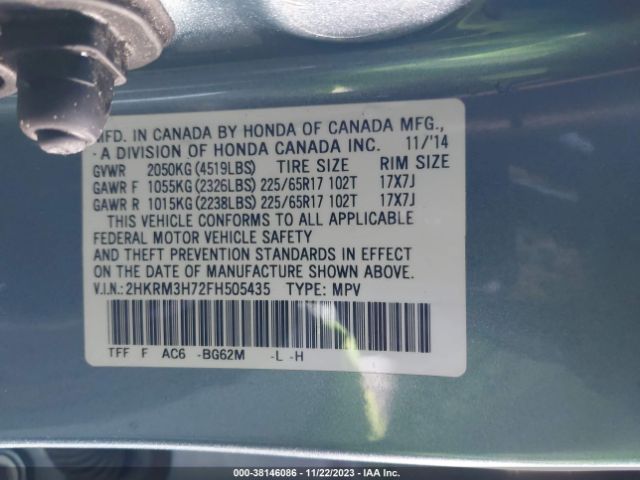 MFD. IN CANADA BY HONDA OF CANADA MFG.,
A DIVISION OF HONDA CANADA INC. 11/'14
GVWR 2050KG(4519LBS) TIRE SIZE RIM SIZE
GAWR F 1055KG(2326LBS) 225/65R17 102T 17X7J
GAWR R 1015KG(2238LBS) 225/65R17 102T 17X7J
THIS VEHICLE CONFORMS TO ALL APPLICABLE
FEDERAL MOTOR VEHICLE SAFETY
AND THEFT PREVENTION STANDARDS IN EFFECT
ON THE DATE OF MANUFACTURE SHOWN ABOVE.
V.I.N.:2HKRM3H72FH505435 TYPE: MPV
TFF F AC6 -BG62M -L -H
000-38146086 - 11/22/2023 - IAA Inc.